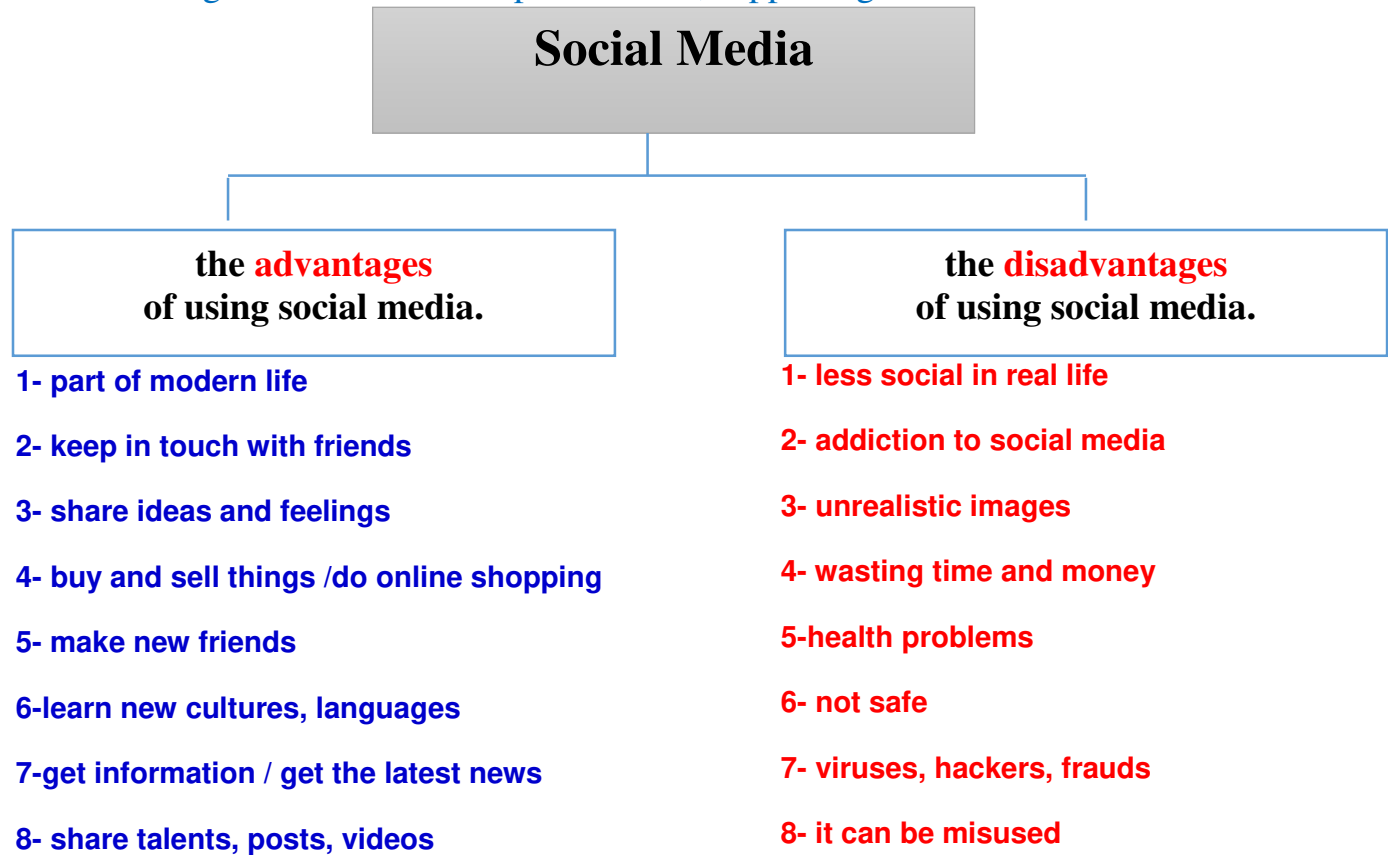 Social Media
the advantages
of using social media.
1- part of modern life
2- keep in touch with friends
3- share ideas and feelings
4- buy and sell things /do online shopping
5- make new friends
6-learn new cultures, languages
7-get information / get the latest news
8- share talents, posts, videos
the disadvantages
of using social media.
1- less social in real life
2- addiction to social media
3- unrealistic images
4- wasting time and money
5-health problems
6- not safe
7- viruses, hackers, frauds
8- it can be misused